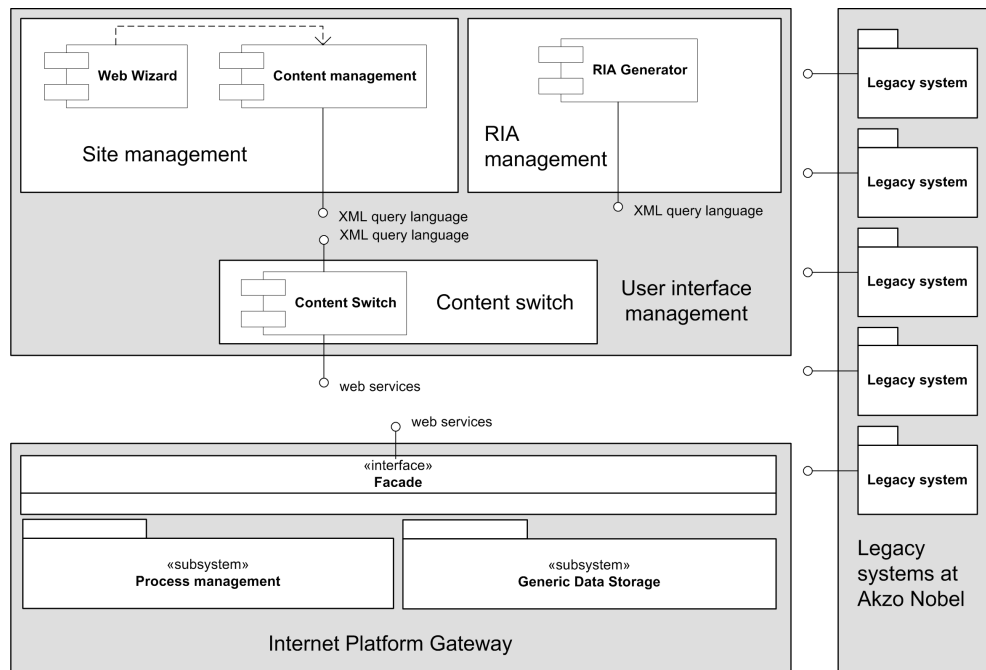 Web Wizard
Content management
Site management
RIA Generator
RIA
management
XML query language
XML query language
XML query language
Content Switch
Content switch
User interface
management
web services
web services
«interface»
Facade
«subsystem»
Process management
«subsystem»
Generic Data Storage
Internet Platform Gateway
Legacy system
Legacy system
Legacy system
Legacy system
Legacy system
Legacy
systems at
Akzo Nobel